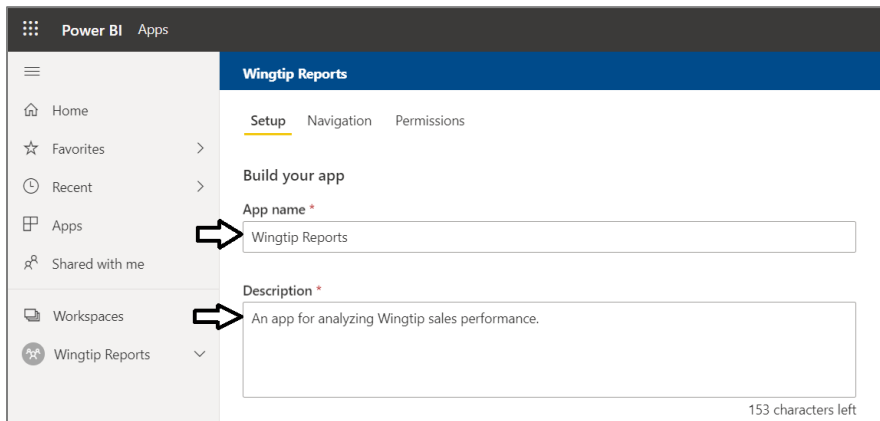 Power BI Apps
Wingtip Reports
Home
Favorites
Recent
Apps
Shared with me
Workspaces
Wingtip Reports
Setup Navigation Permissions
Build your app
App name *
Wingtip Reports
Description *
An app for analyzing Wingtip sales performance.
153 characters left